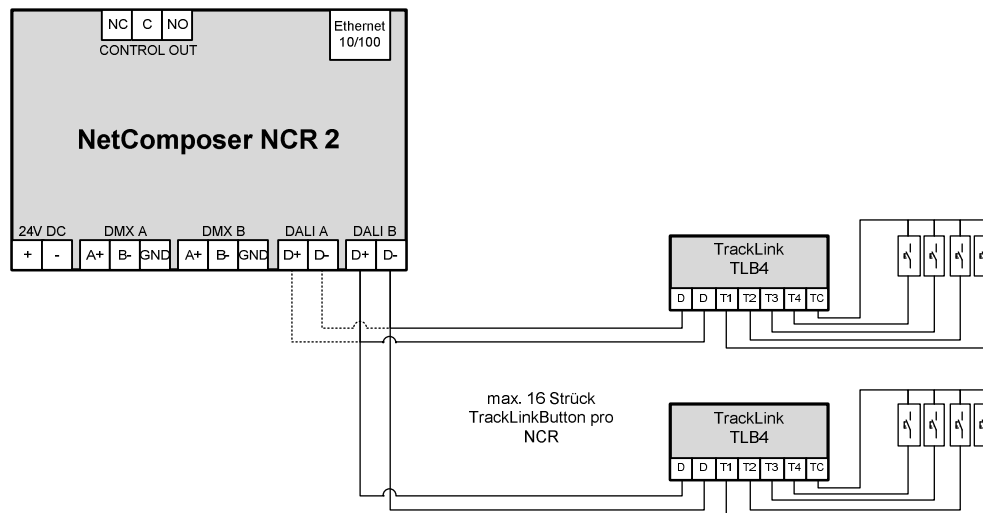 NC C NO
CONTROL OUT
Ethernet
10/100
NetComposer NCR 2
24V DC DMX A DMX B DALI A DALI B
+ - A+ B- GND A+ B- GND D+ D- D+ D-
TrackLink
TLB4
D D T1 T2 T3 T4 TC
max. 16 Strück
TrackLinkButton pro
NCR
TrackLink
TLB4
D D T1 T2 T3 T4 TC